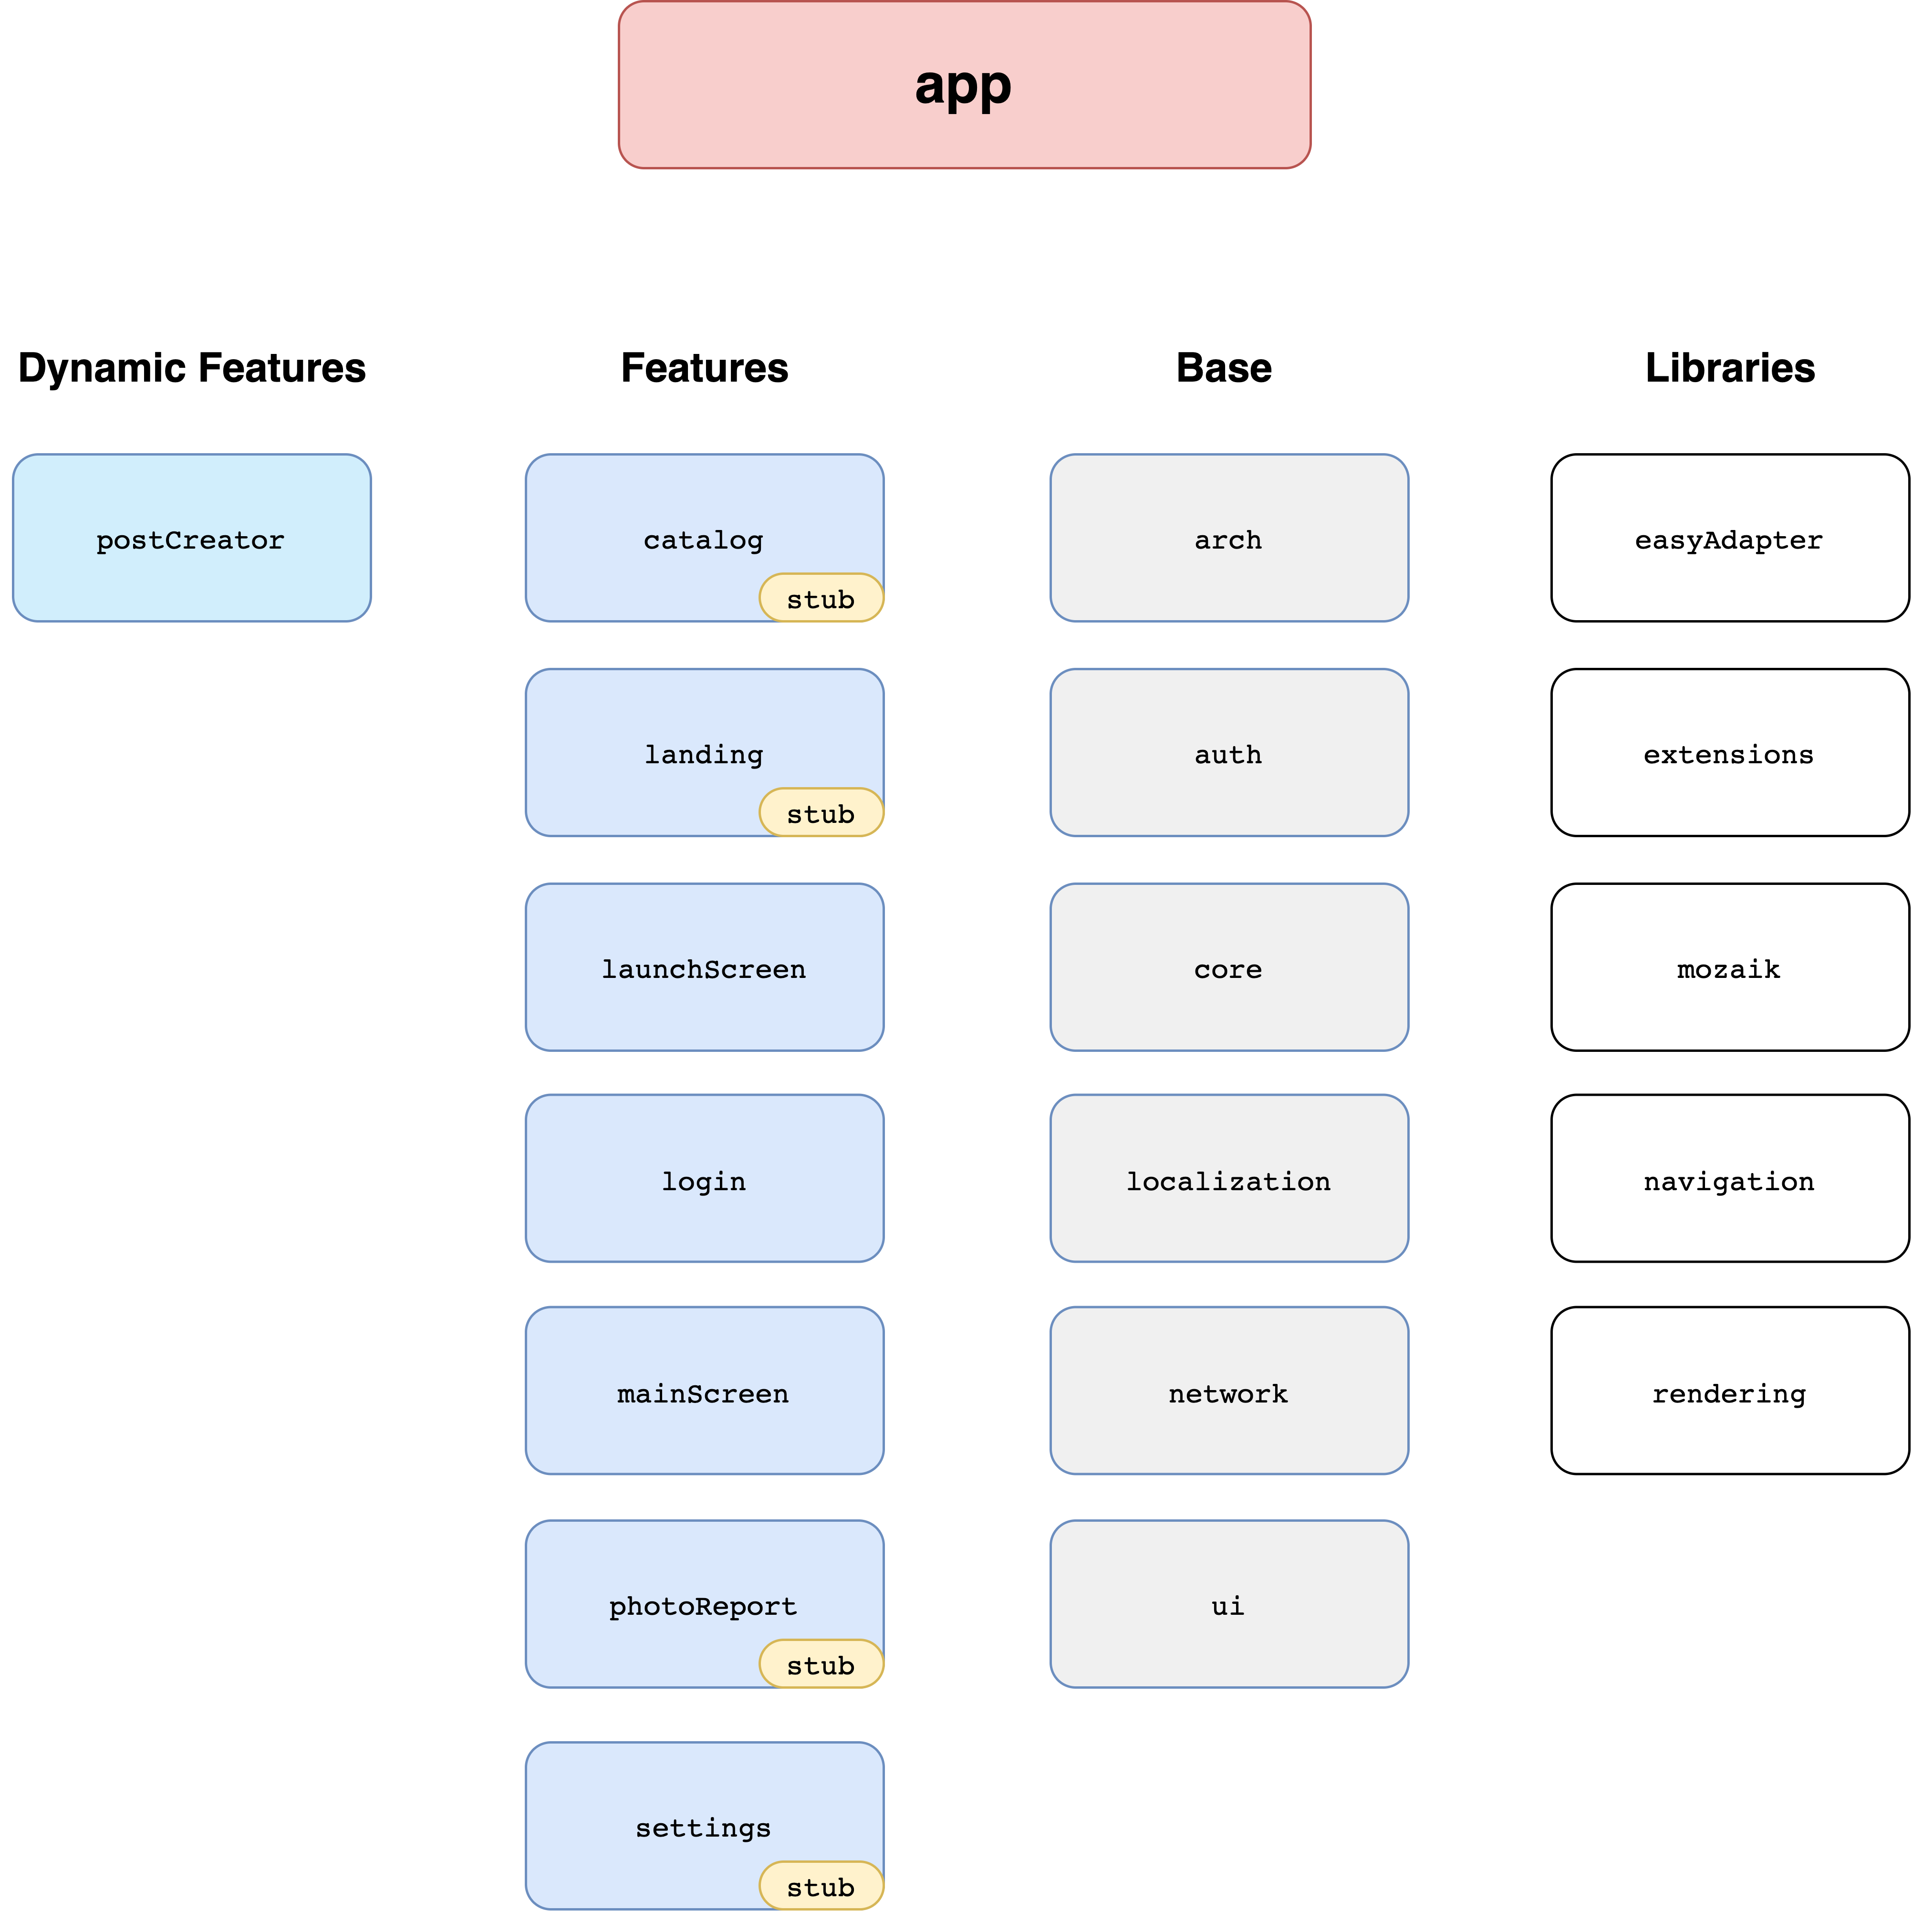 app
Dynamic Features
Features
Base
Libraries
postCreator
catalog
stub
arch
easyAdapter
landing
stub
auth
extensions
launchScreen
core
mozaik
login
localization
navigation
mainScreen
network
rendering
photoReport
stub
ui
settings
stub